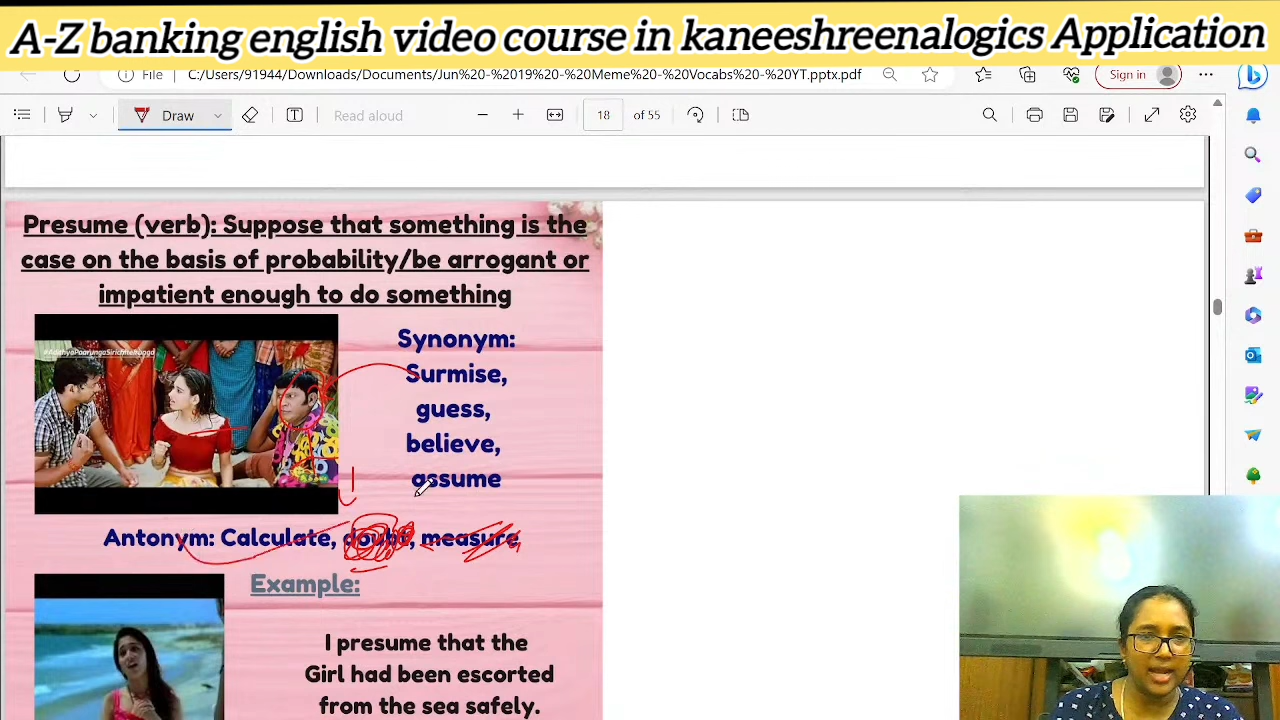 A-Z banking english video course in kaneeshreenalogics Application
File C:/Users/91944/Downloads/Documents/Jun%20-%2019%20-%20Meme%20-%20Vocabs%20-%20YT.pptx.pdf Sign in
Draw Read aloud 18 of 55
Presume (verb): Suppose that something is the
case on the basis of probability/be arrogant or
impatient enough to do something
Synonym:
Surmise,
guess,
believe,
assume
Antonym: Calculate, doubt, measure
Example:
I presume that the
Girl had been escorted
from the sea safely.